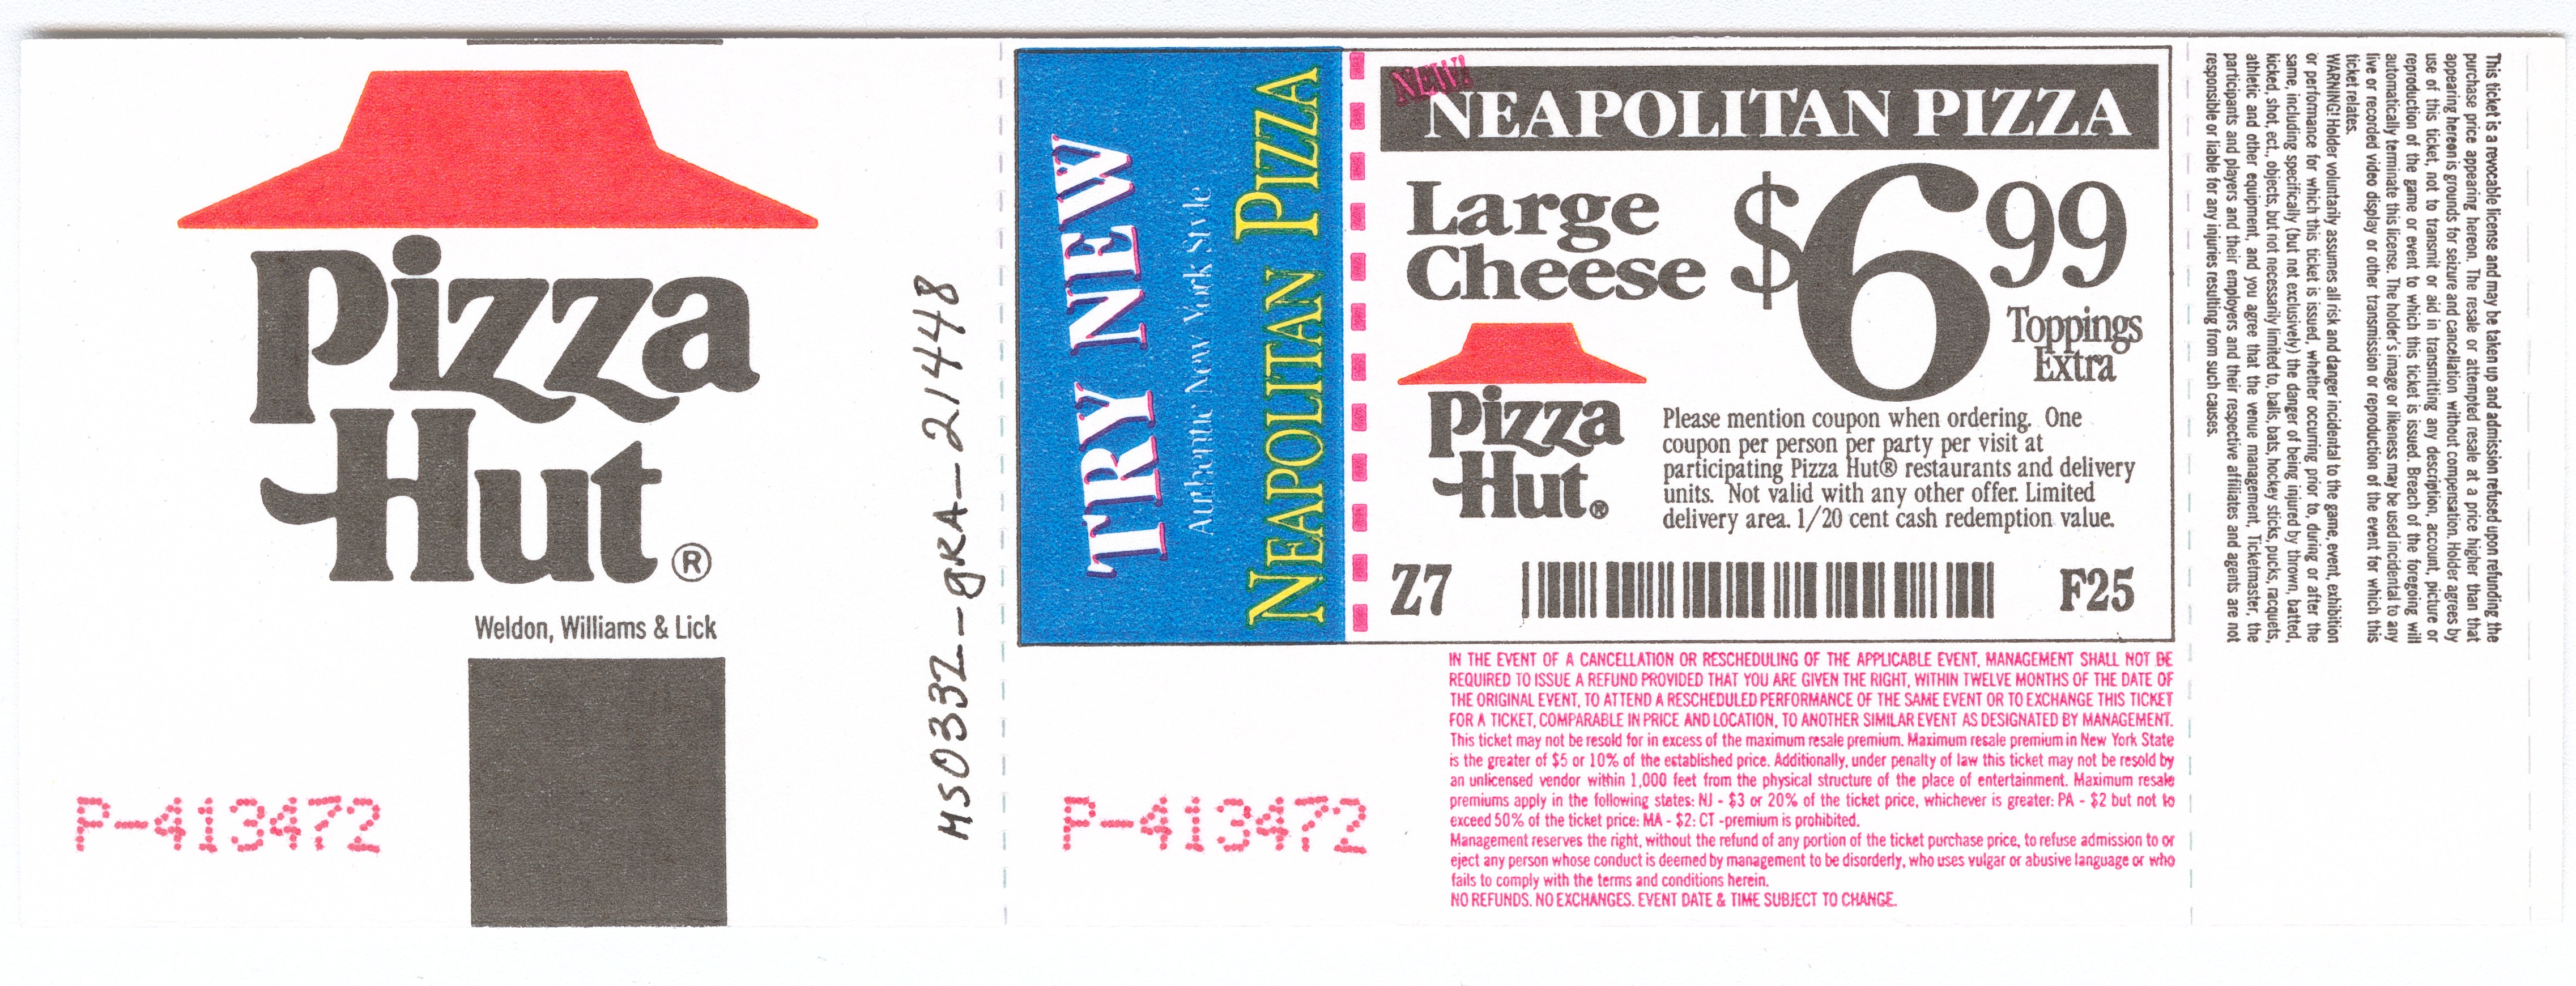 Pizza
Hut®
Weldon, Williams & Lick
P-413472
MS0332--gRA--21448
TRY NEW
Authentic New York Style
NEAPOLITAN PIZZA
P-413472
NEW!
NEAPOLITAN PIZZA
Large
Cheese
$6 99
Toppings
Extra
Pizza
Hut®
Please mention coupon when ordering. One
coupon per person per party per visit at
participating Pizza Hut® restaurants and delivery
units. Not valid with any other offer. Limited
delivery area. 1/20 cent cash redemption value.
Z7
F25
IN THE EVENT OF A CANCELLATION OR RESCHEDULING OF THE APPLICABLE EVENT, MANAGEMENT SHALL NOT BE
REQUIRED TO ISSUE A REFUND PROVIDED THAT YOU ARE GIVEN THE RIGHT, WITHIN TWELVE MONTHS OF THE DATE OF
THE ORIGINAL EVENT, TO ATTEND A RESCHEDULED PERFORMANCE OF THE SAME EVENT OR TO EXCHANGE THIS TICKET
FOR A TICKET, COMPARABLE IN PRICE AND LOCATION, TO ANOTHER SIMILAR EVENT AS DESIGNATED BY MANAGEMENT.
This ticket may not be resold for in excess of the maximum resale premium. Maximum resale premium in New York State
is the greater of $5 or 10% of the established price. Additionally, under penalty of law this ticket may not be resold by
an unlicensed vendor within 1,000 feet from the physical structure of the place of entertainment. Maximum resale
premiums apply in the following states: NJ - $3 or 20% of the ticket price, whichever is greater: PA - $2 but not to
exceed 50% of the ticket price: MA - $2: CT -premium is prohibited.
Management reserves the right, without the refund of any portion of the ticket purchase price, to refuse admission to or
eject any person whose conduct is deemed by management to be disorderly, who uses vulgar or abusive language or who
fails to comply with the terms and conditions herein.
NO REFUNDS. NO EXCHANGES. EVENT DATE & TIME SUBJECT TO CHANGE.
This ticket is a revocable license and may be taken up and admission refused upon refunding the
purchase price appearing hereon. The resale or attempted resale at a price higher than that
appearing hereon is grounds for seizure and cancellation without compensation. Holder agrees by
use of this ticket, not to transmit or aid in transmitting any description, account, picture or
reproduction of the game or event to which this ticket is issued. Breach of the foregoing will
automatically terminate this license. The holder's image or likeness may be used incidental to any
live or recorded video display or other transmission or reproduction of the event for which this
ticket relates.
WARNING! Holder voluntarily assumes all risk and danger incidental to the game, event, exhibition
or perfomance for which this ticket is issued, whether occurring prior to, during or after the
same, including specifically (but not exclusively) the danger of being injured by thrown, batted,
kicked, shot, ect., objects, but not necessarily limited to, balls, bats, hockey sticks, pucks, racquets,
athletic and other equipment, and you agree that the venue management, Ticketmaster, the
participants and players and their employers and their respective affiliates and agents are not
responsible or liable for any injuries resulting from such causes.